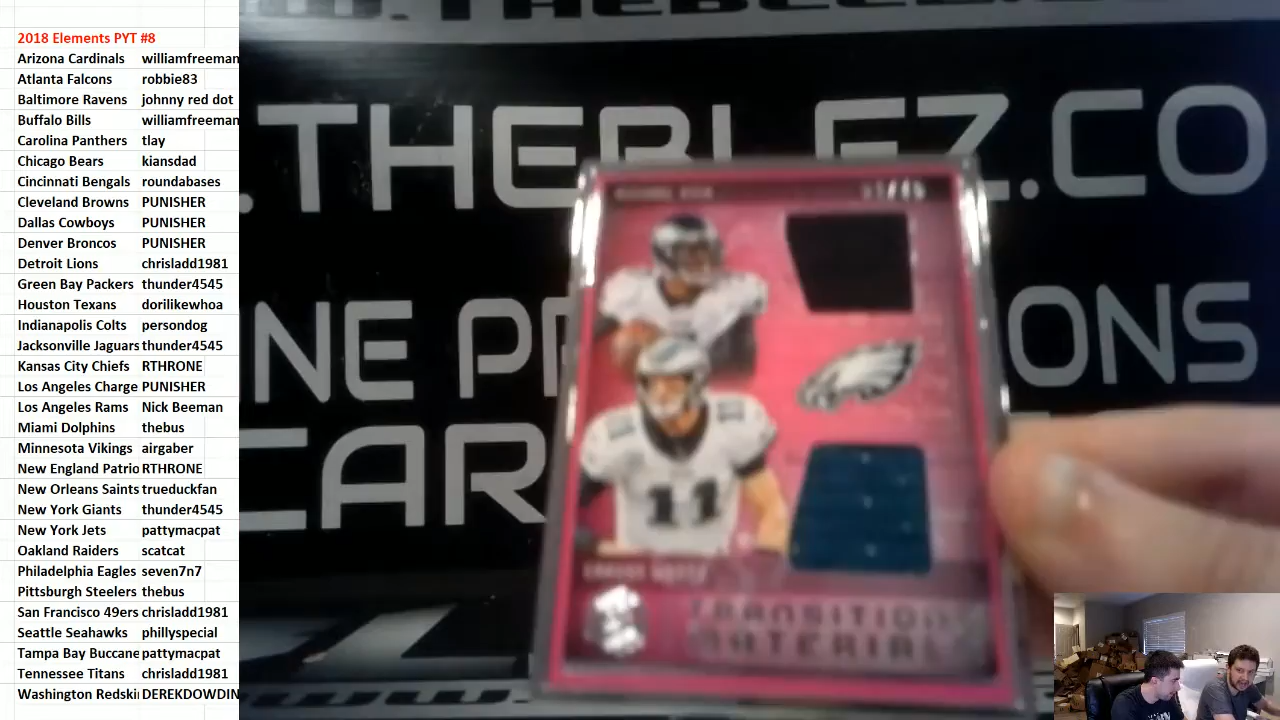 2018 Elements PYT #8
Arizona Cardinals williamfreeman
Atlanta Falcons robbie83
Baltimore Ravens johnny red dot
Buffalo Bills williamfreeman
Carolina Panthers tlay
Chicago Bears kiansdad
Cincinnati Bengals roundabases
Cleveland Browns PUNISHER
Dallas Cowboys PUNISHER
Denver Broncos PUNISHER
Detroit Lions chrisladd1981
Green Bay Packers thunder4545
Houston Texans dorilikewhoa
Indianapolis Colts persondog
Jacksonville Jaguars thunder4545
Kansas City Chiefs RTHRONE
Los Angeles Charge PUNISHER
Los Angeles Rams Nick Beeman
Miami Dolphins thebus
Minnesota Vikings airgaber
New England Patrio RTHRONE
New Orleans Saints trueduckfan
New York Giants thunder4545
New York Jets pattymacpat
Oakland Raiders scatcat
Philadelphia Eagles seven7n7
Pittsburgh Steelers thebus
San Francisco 49ers chrisladd1981
Seattle Seahawks phillyspecial
Tampa Bay Buccane pattymacpat
Tennessee Titans chrisladd1981
Washington Redski DEREKDOWDIN
.THEBLEZ.CO
INE PR ONS
CAR
11
TRANSITION
MATERIAL